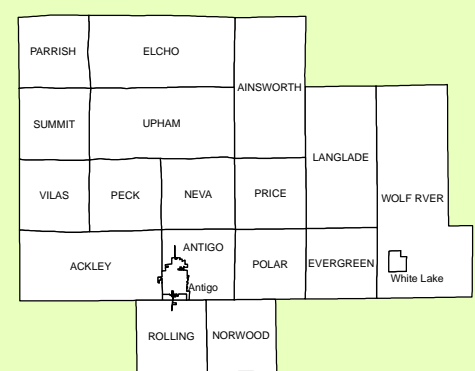 PARRISH
ELCHO
AINSWORTH
SUMMIT
UPHAM
LANGLADE
VILAS
PECK
NEVA
PRICE
WOLF RVER
ANTIGO
ACKLEY
POLAR
EVERGREEN
White Lake
Antigo
ROLLING
NORWOOD